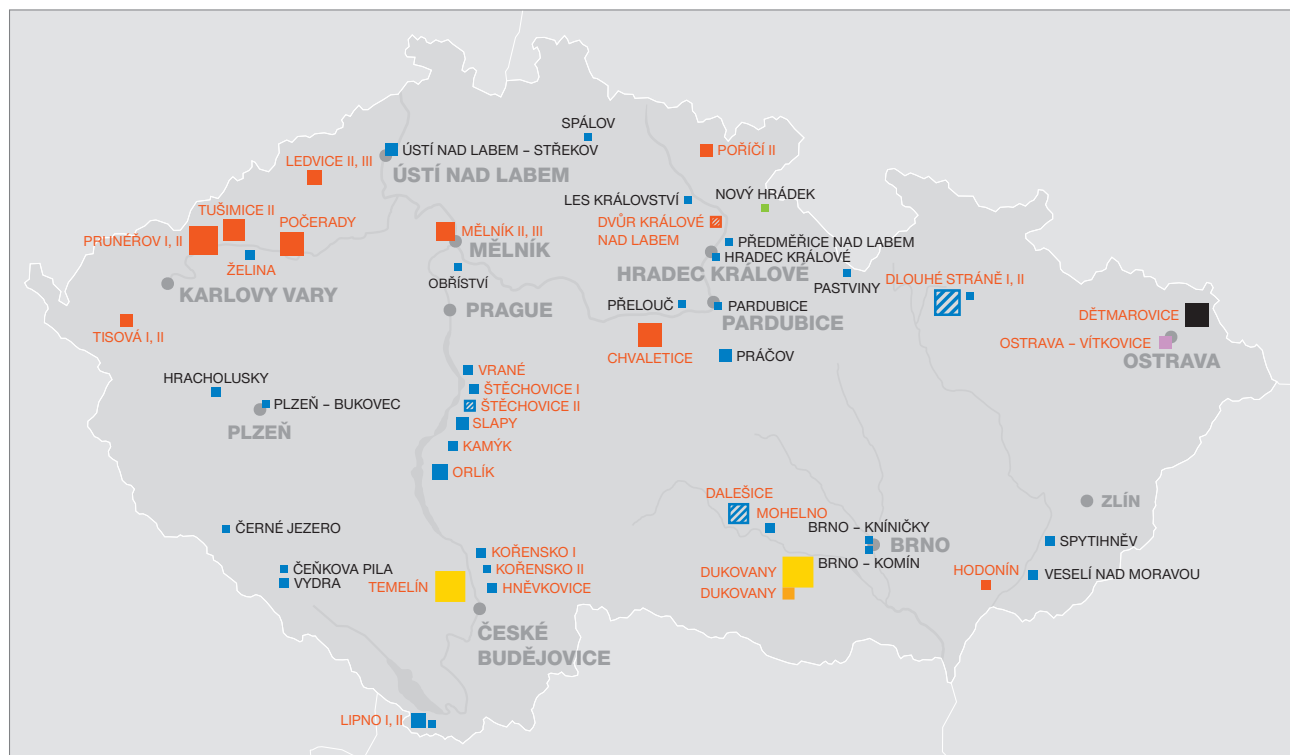 SPÁLOV
ÚSTÍ NAD LABEM – STŘEKOV
PORÍČÍ II
LEDVICE II, III
ÚSTÍ NAD LABEM
LES KRÁLOVSTVÍ
NOVÝ HRÁDEK
TUŠIMICE II
POČERADY
DVŮR KRÁLOVÉ
NAD LABEM
MĚLNÍK II, III
PRUNÉŘOV I, II
MĚLNÍK
PŘEDMĚŘICE NAD LABEM
HRADEC KRÁLOVÉ
ŽELINA
HRADEC KRÁLOVÉ
OBŘÍSTVÍ
PASTVINY
DLOUHÉ STRÁNĚ I, II
KARLOVY VARY
PŘELOUČ
PARDUBICE
PRAGUE
PARDUBICE
DĚTMAROVICE
TISOVÁ I, II
OSTRAVA – VÍTKOVICE
CHVALETICE
PRÁČOV
OSTRAVA
VRANÉ
HRACHOLUSKY
ŠTĚCHOVICE I
PLZEŇ – BUKOVEC
ŠTĚCHOVICE II
PLZEŇ
SLAPY
KAMÝK
ORLÍK
DALEŠICE
ZLÍN
MOHELNO
ČERNÉ JEZERO
BRNO – KNÍNIČKY
BRNO
SPYTIHNĚV
KOŘENSKO I
BRNO – KOMÍN
ČEŇKOVA PILA
KOŘENSKO II
DUKOVANY
HODONÍN
VESELÍ NAD MORAVOU
VYDRA
TEMELÍN
HNĚVKOVICE
DUKOVANY
ČESKÉ
BUDĚJOVICE
LIPNO I, II